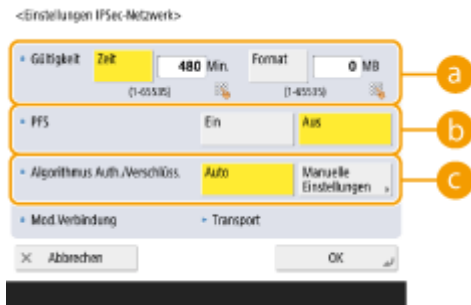 <Einstellungen IPSec-Netzwerk>
• Gültigkeit Zeit 480 Min. Format 0 MB
(1-65535) (1-65535)
a
• PFS Ein Aus
b
• Algorithmus Auth./Verschlüss. Auto Manuelle
Einstellungen
c
• Mod.Verbindung • Transport
× Abbrechen OK